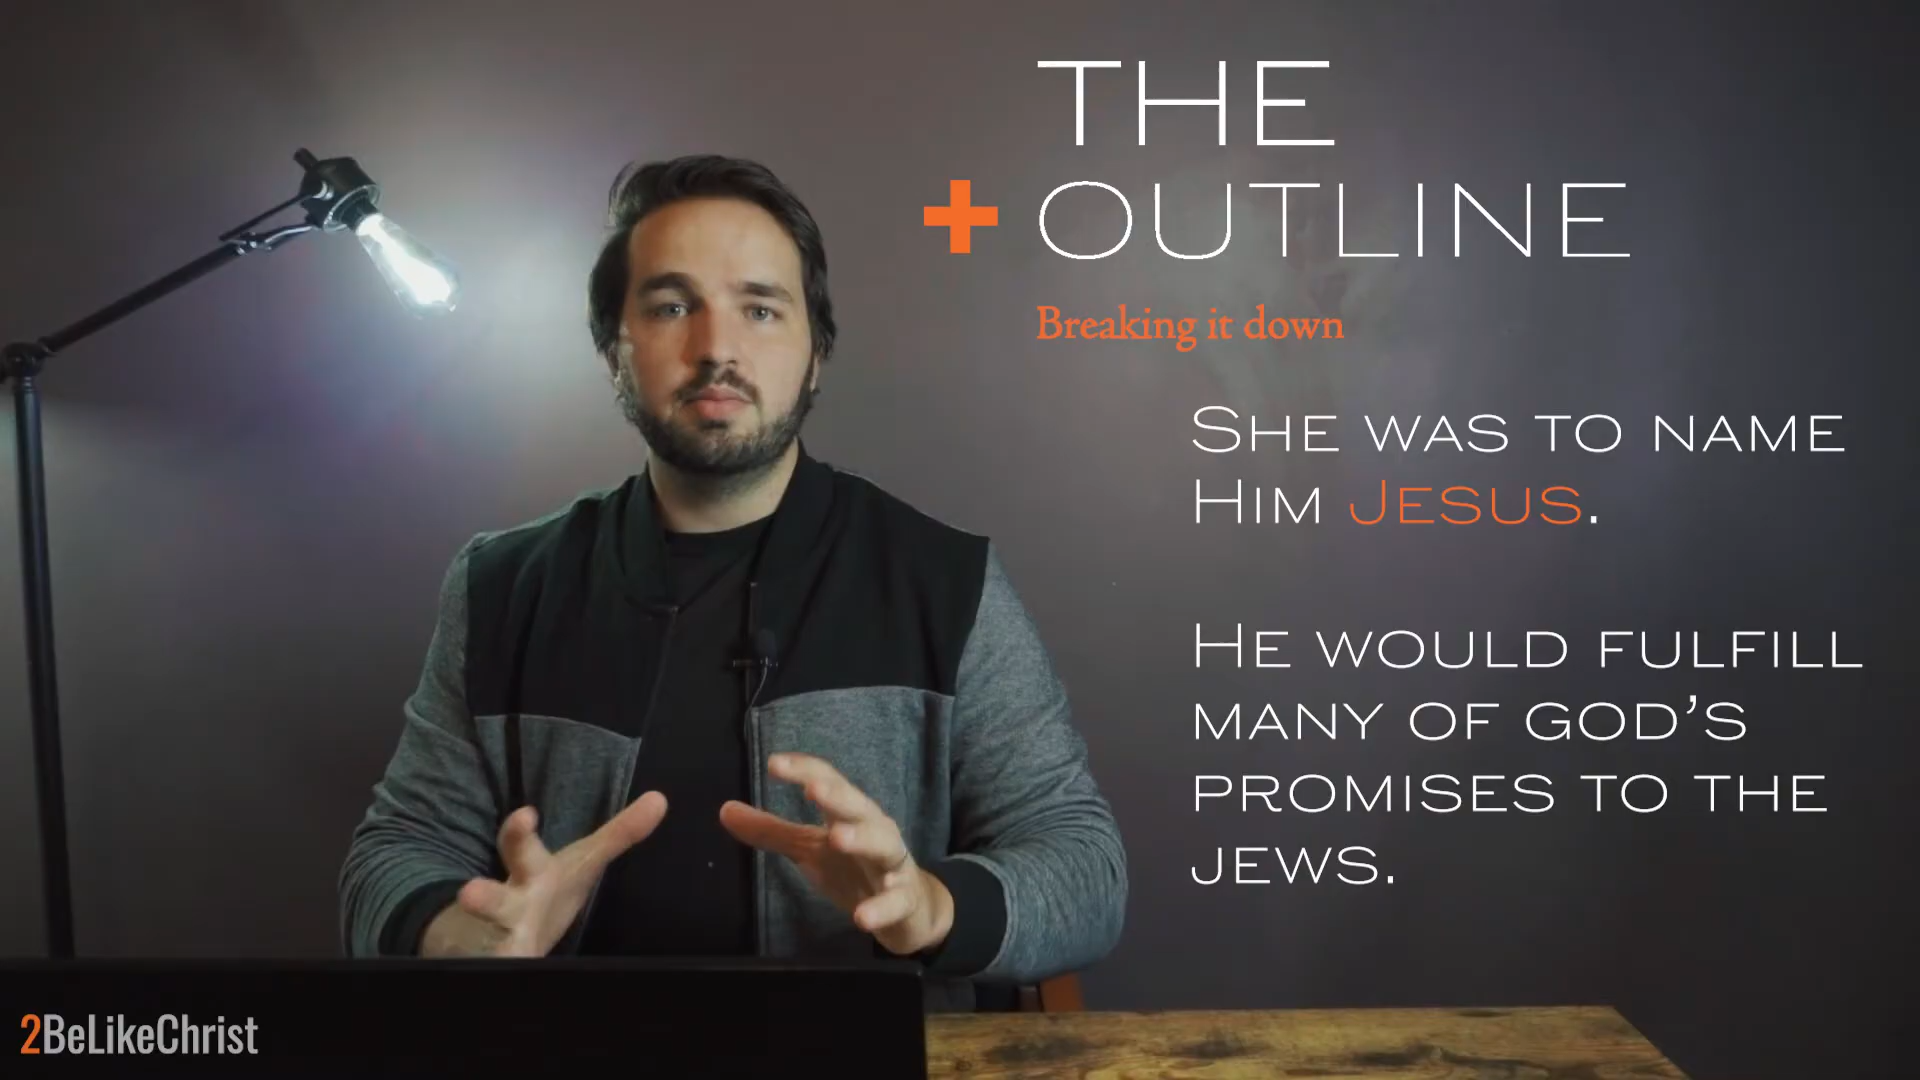 THE
+ OUTLINE
Breaking it down
SHE WAS TO NAME
HIM JESUS.
HE WOULD FULFILL
MANY OF GOD'S
PROMISES TO THE
JEWS.
2BeLikeChrist